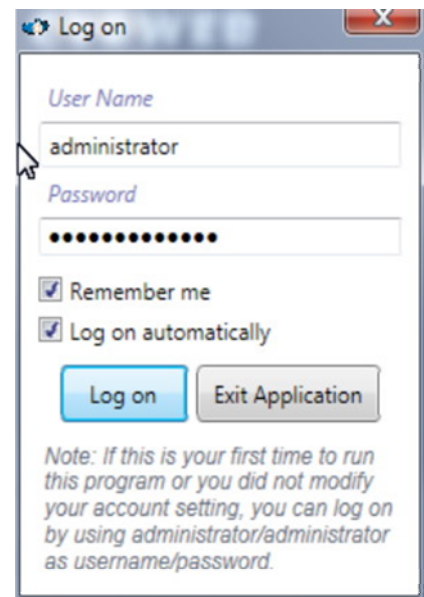 Log on
User Name
administrator
Password
•••••••••••••
Remember me
Log on automatically
Log on Exit Application
Note: If this is your first time to run
this program or you did not modify
your account setting, you can log on
by using administrator/administrator
as username/password.